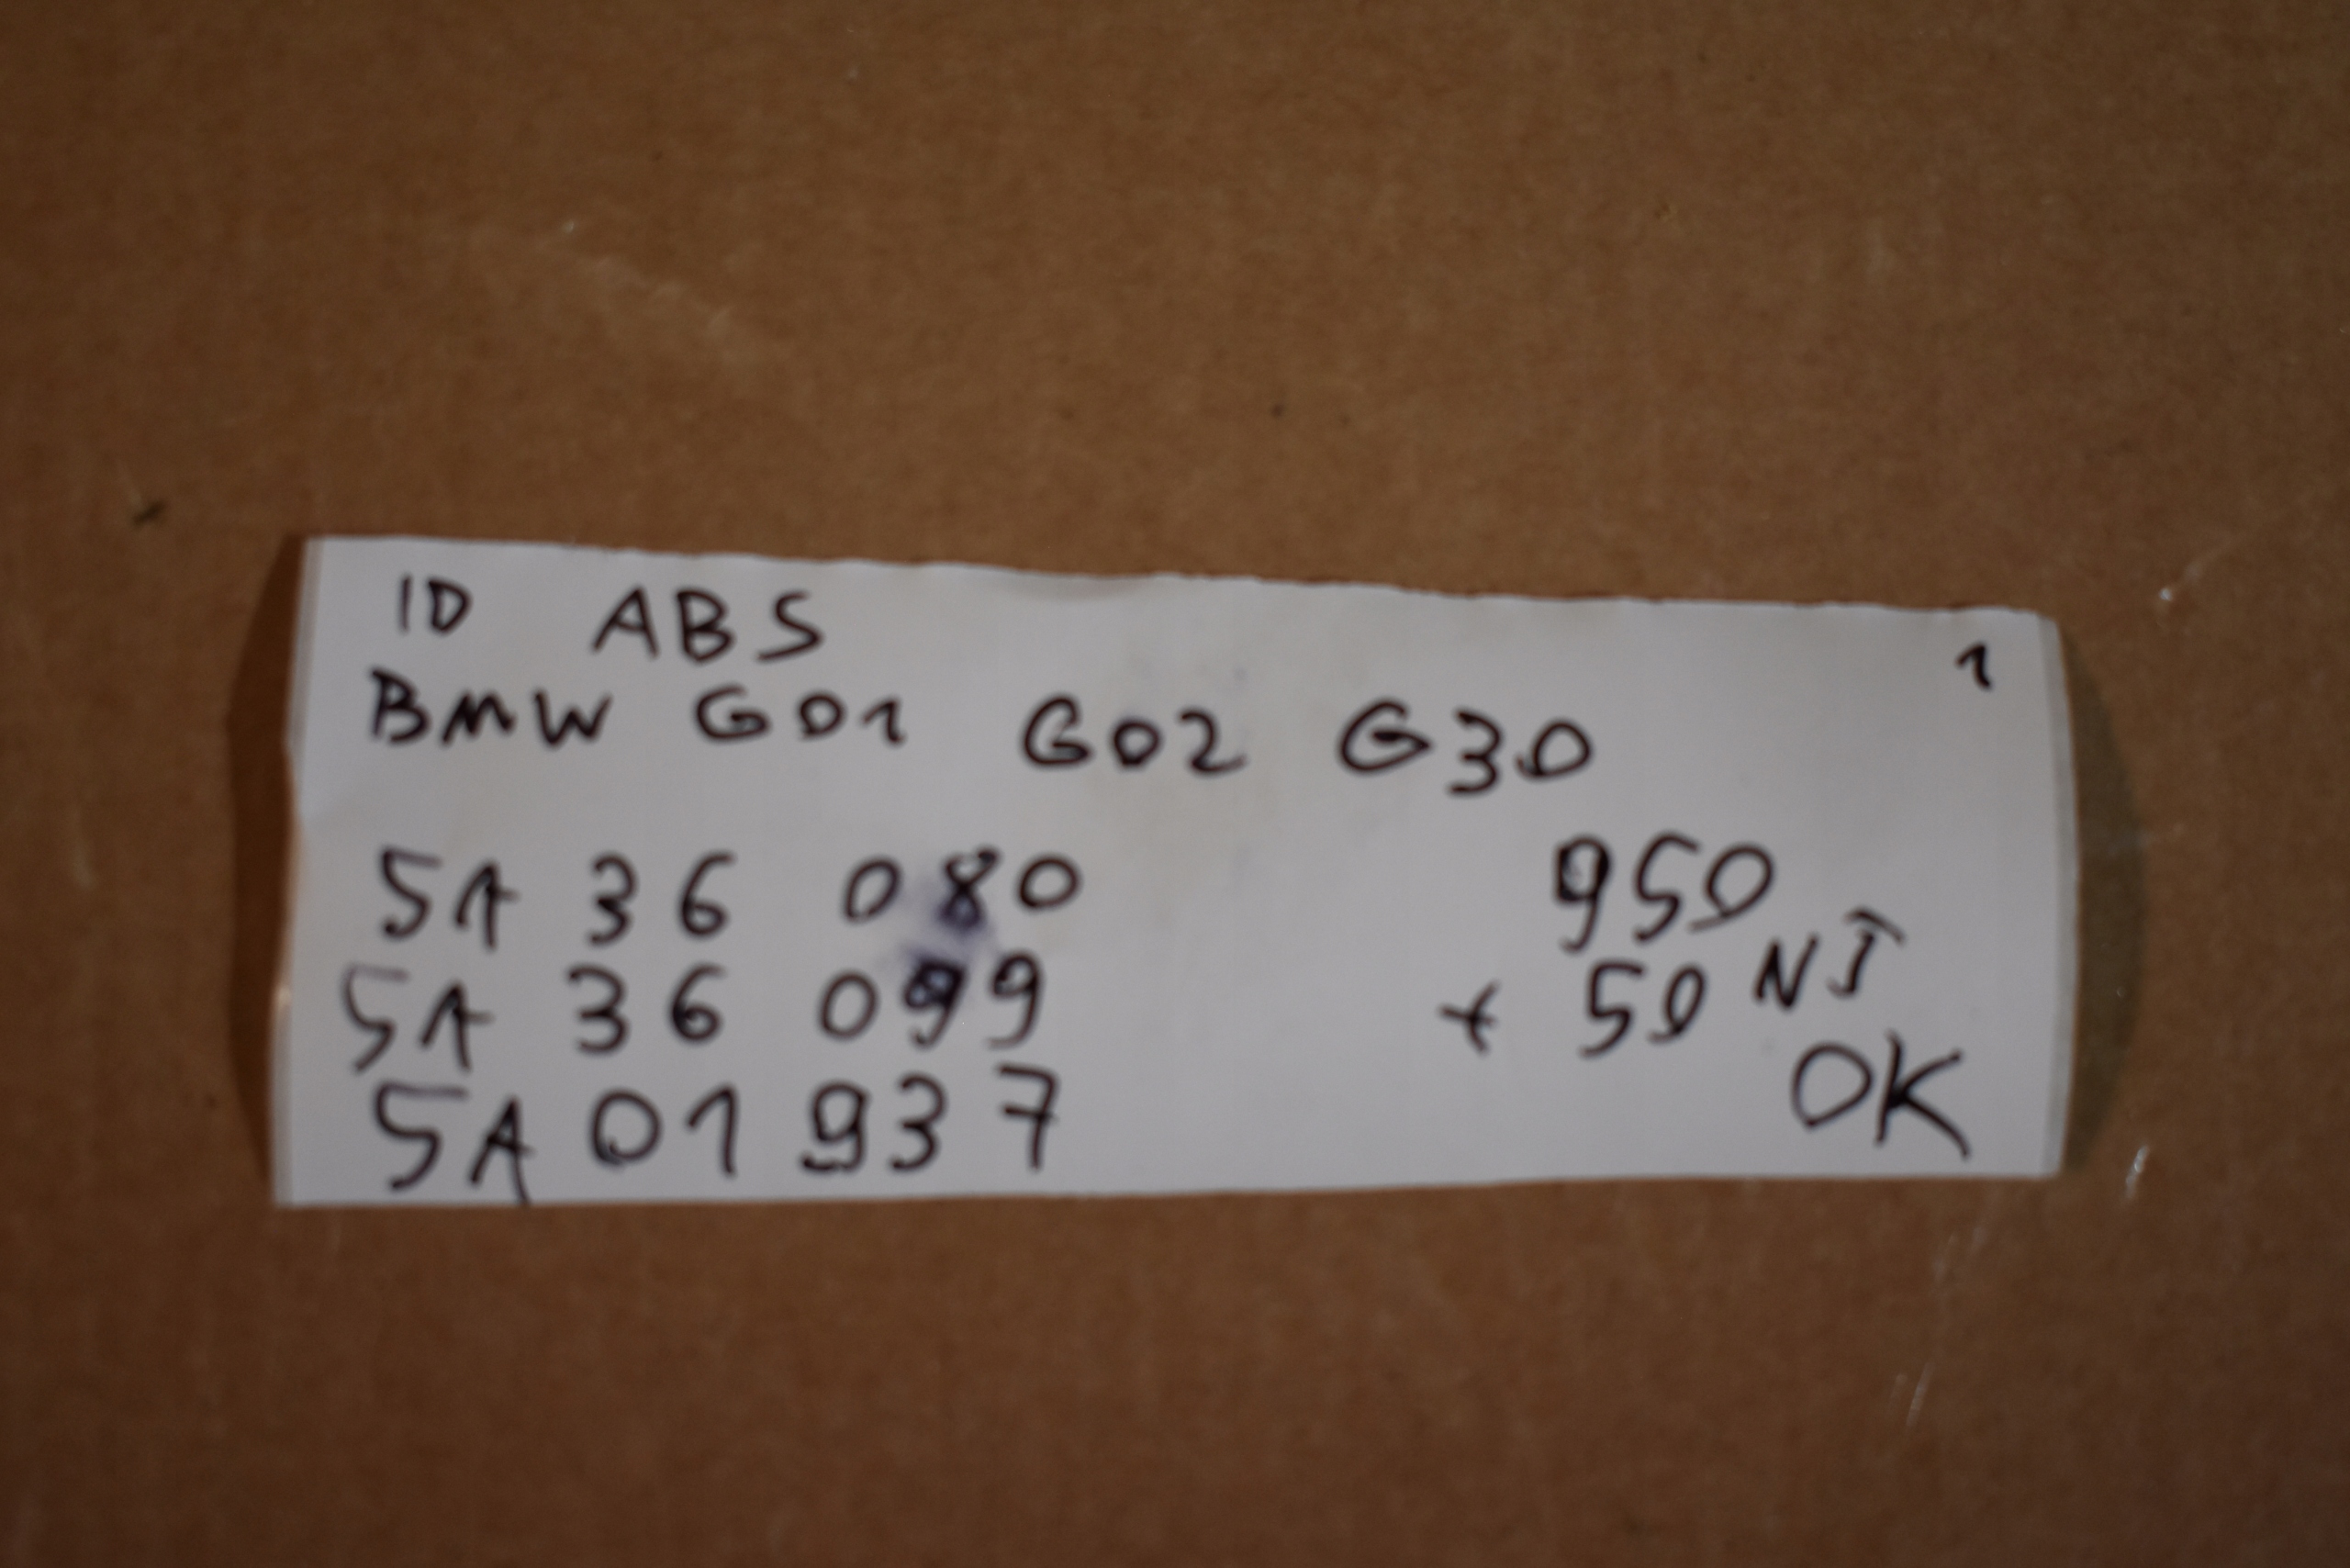 ID ABS
1
BMW G01 G02 G30
5A 36 080
950
5A 36 099
+ 50 NJ
5A 01 937
OK